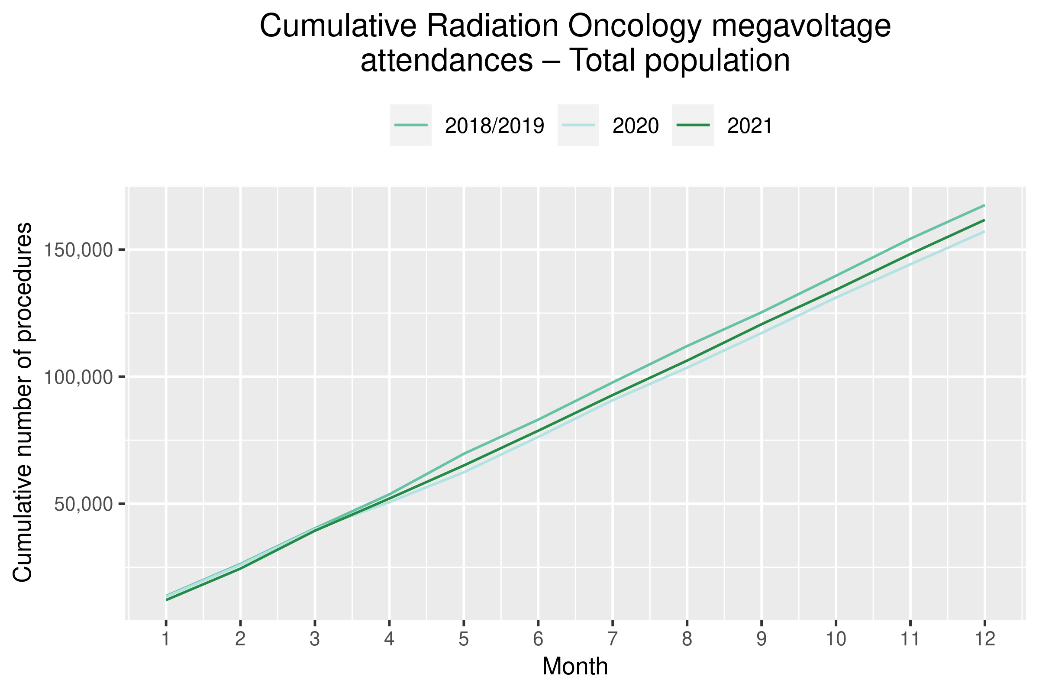 Cumulative Radiation Oncology megavoltage
attendances – Total population
2018/2019 2020 2021
Cumulative number of procedures
150,000
100,000
50,000
1 2 3 4 5 6 7 8 9 10 11 12
Month